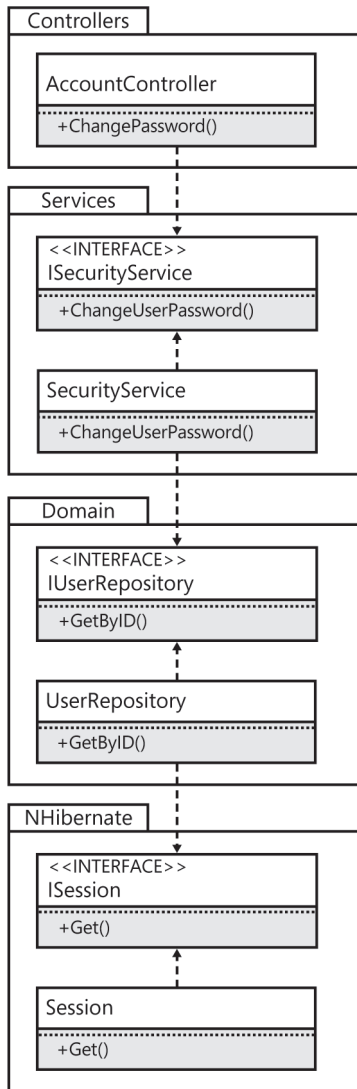 Controllers
AccountController
+ChangePassword()
Services
<<INTERFACE>>
ISecurityService
+ChangeUserPassword()
SecurityService
+ChangeUserPassword()
Domain
<<INTERFACE>>
IUserRepository
+GetByID()
UserRepository
+GetByID()
NHibernate
<<INTERFACE>>
ISession
+Get()
Session
+Get()